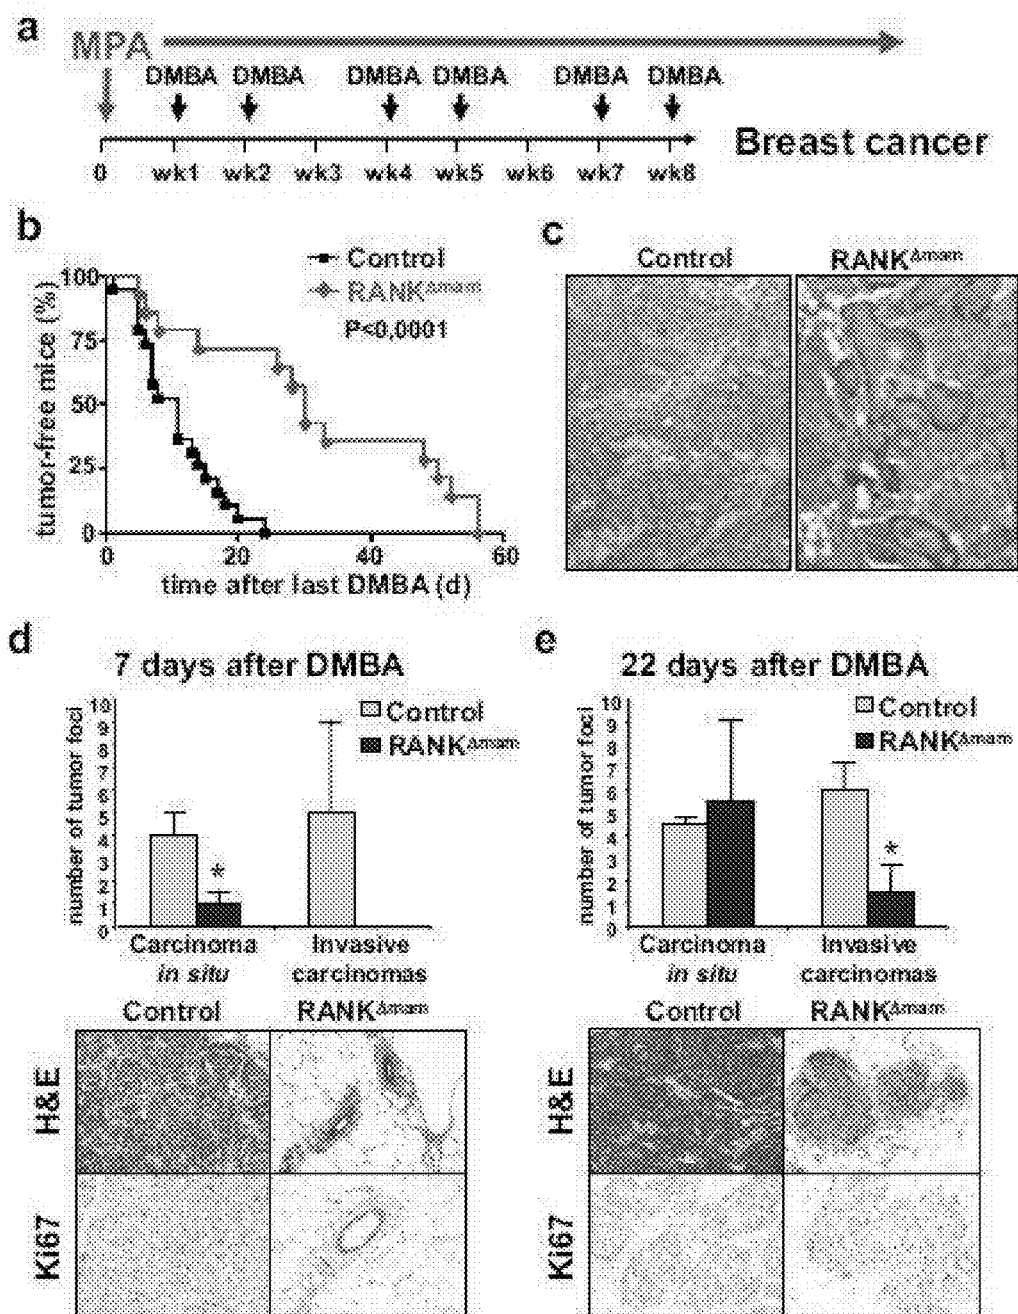 a
MPA
DMBA DMBA DMBA DMBA DMBA DMBA
0 wk1 wk2 wk3 wk4 wk5 wk6 wk7 wk8
Breast cancer
b
Control
RANKΔmam
P<0,0001
tumor-free mice (%)
100
75
50
25
0
0 20 40 60
time after last DMBA (d)
c
Control RANKΔmam
d
7 days after DMBA
Control
RANKΔmam
number of tumor foci
10
9
8
7
6
5
4
3
2
1
0
*
Carcinoma Invasive
in situ carcinomas
Control RANKΔmam
H&E
Ki67
e
22 days after DMBA
Control
RANKΔmam
number of tumor foci
10
9
8
7
6
5
4
3
2
1
0
*
Carcinoma Invasive
in situ carcinomas
Control RANKΔmam
H&E
Ki67